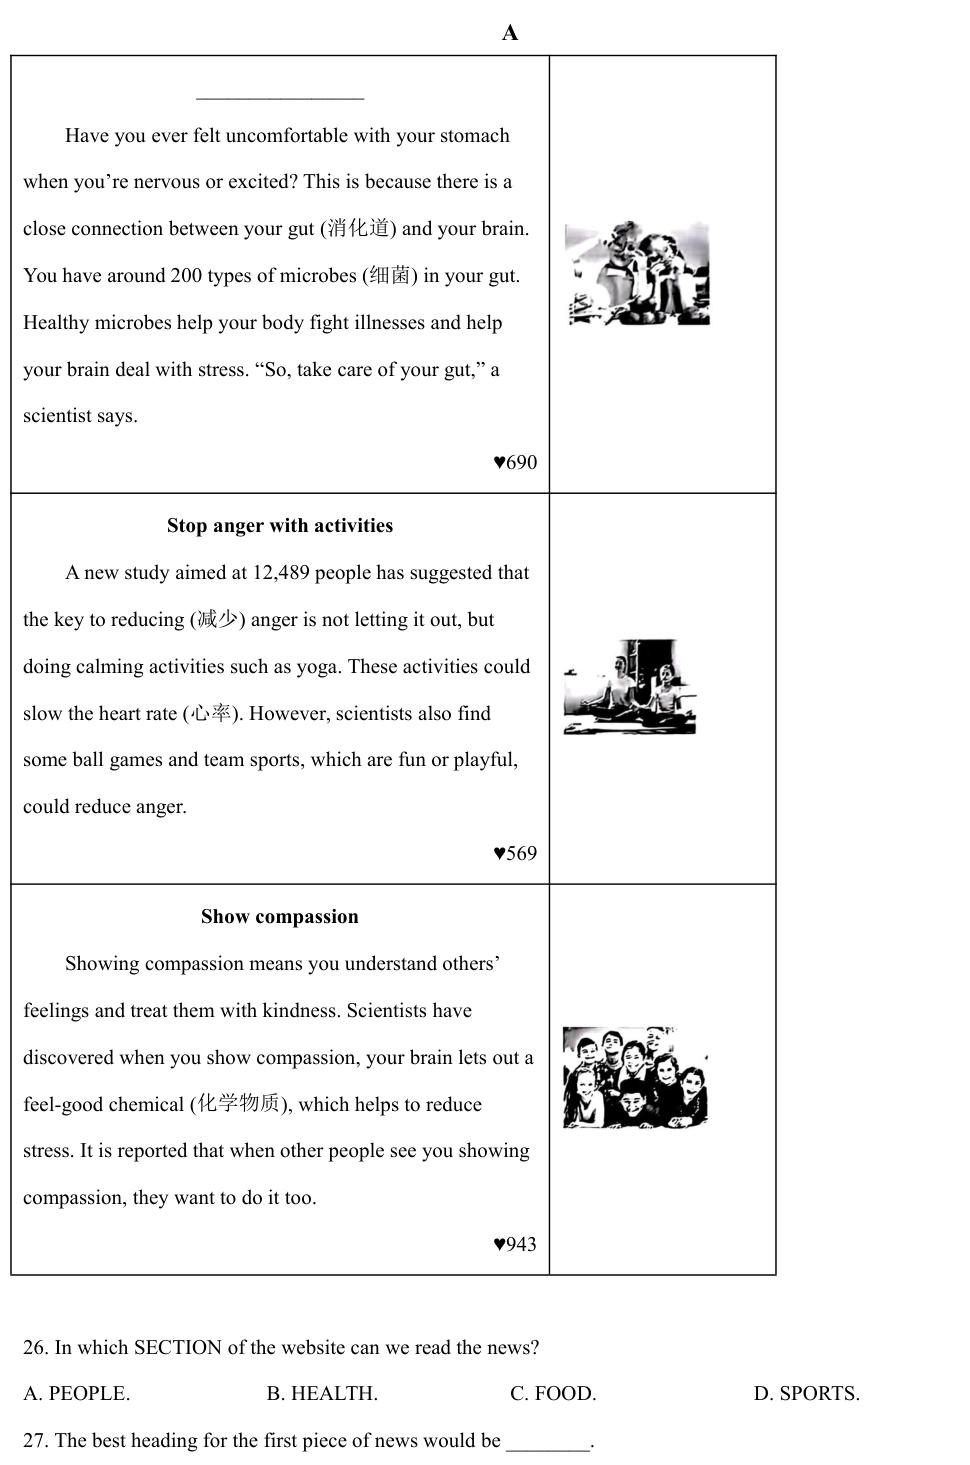 A
________________
Have you ever felt uncomfortable with your stomach
when you’re nervous or excited? This is because there is a
close connection between your gut (消化道) and your brain.
You have around 200 types of microbes (细菌) in your gut.
Healthy microbes help your body fight illnesses and help
your brain deal with stress. “So, take care of your gut,” a
scientist says.
♥690
Stop anger with activities
A new study aimed at 12,489 people has suggested that
the key to reducing (减少) anger is not letting it out, but
doing calming activities such as yoga. These activities could
slow the heart rate (心率). However, scientists also find
some ball games and team sports, which are fun or playful,
could reduce anger.
♥569
Show compassion
Showing compassion means you understand others’
feelings and treat them with kindness. Scientists have
discovered when you show compassion, your brain lets out a
feel-good chemical (化学物质), which helps to reduce
stress. It is reported that when other people see you showing
compassion, they want to do it too.
♥943
26. In which SECTION of the website can we read the news?
A. PEOPLE. B. HEALTH. C. FOOD. D. SPORTS.
27. The best heading for the first piece of news would be ________.